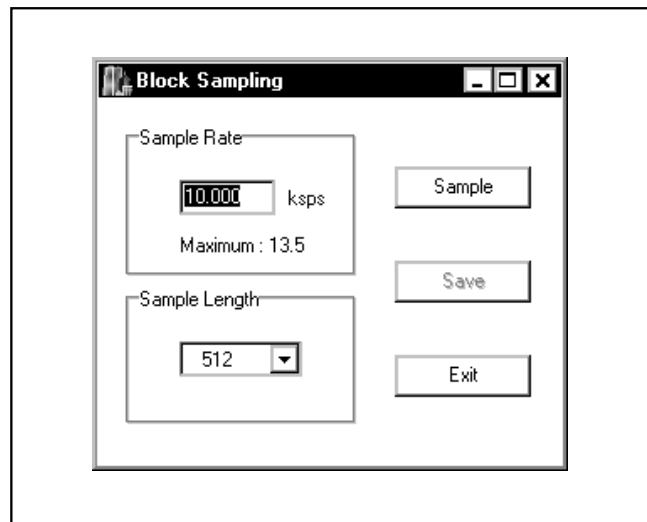 Block Sampling
Sample Rate
10.000 ksps
Maximum : 13.5
Sample Length
512
Sample
Save
Exit